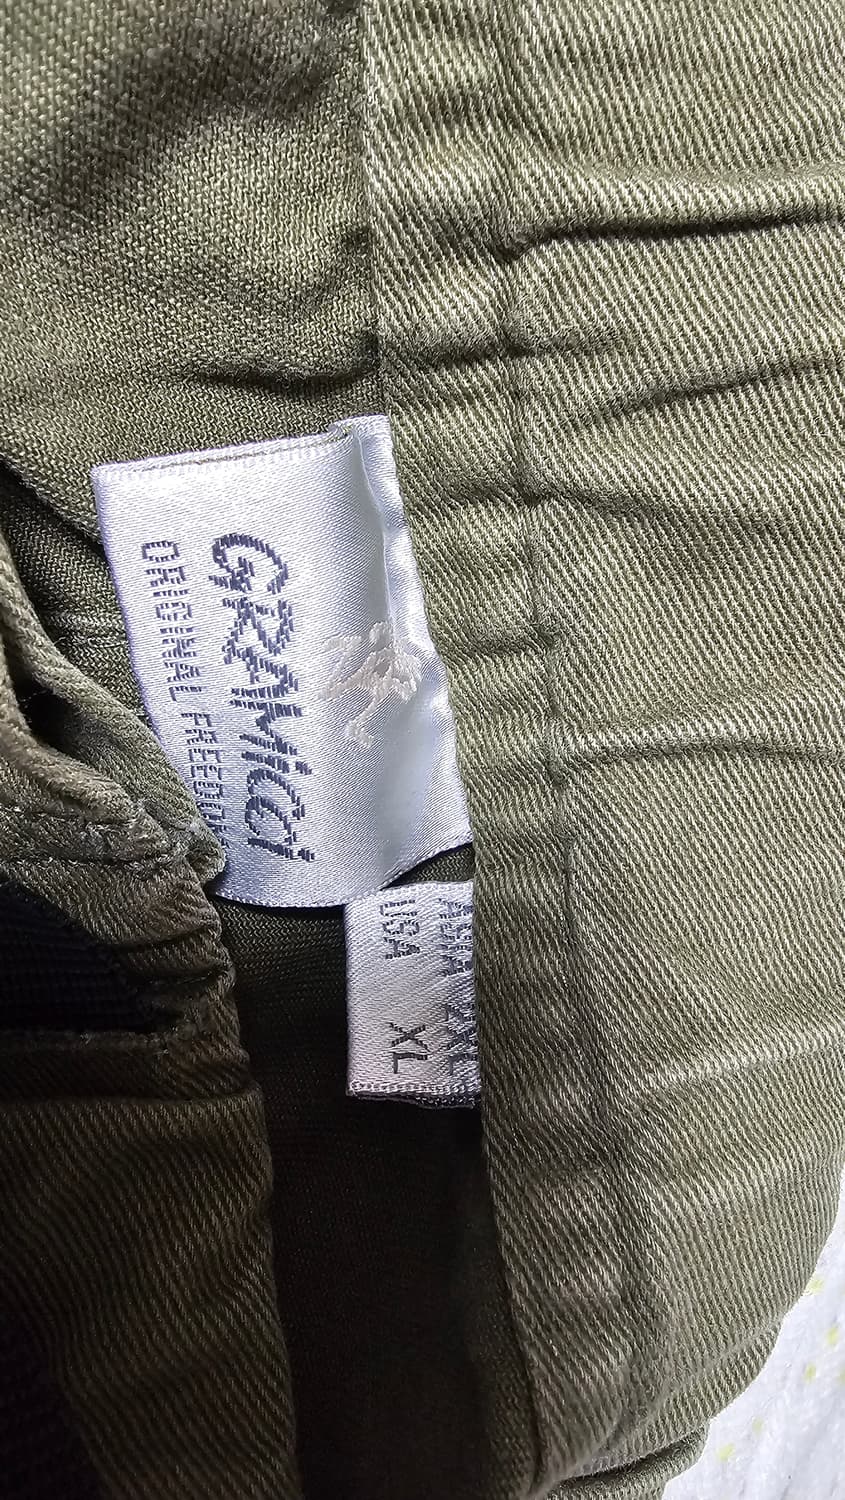 GRAMICCI
ORIGINAL FREEDOM
ASIA 2XL
USA XL